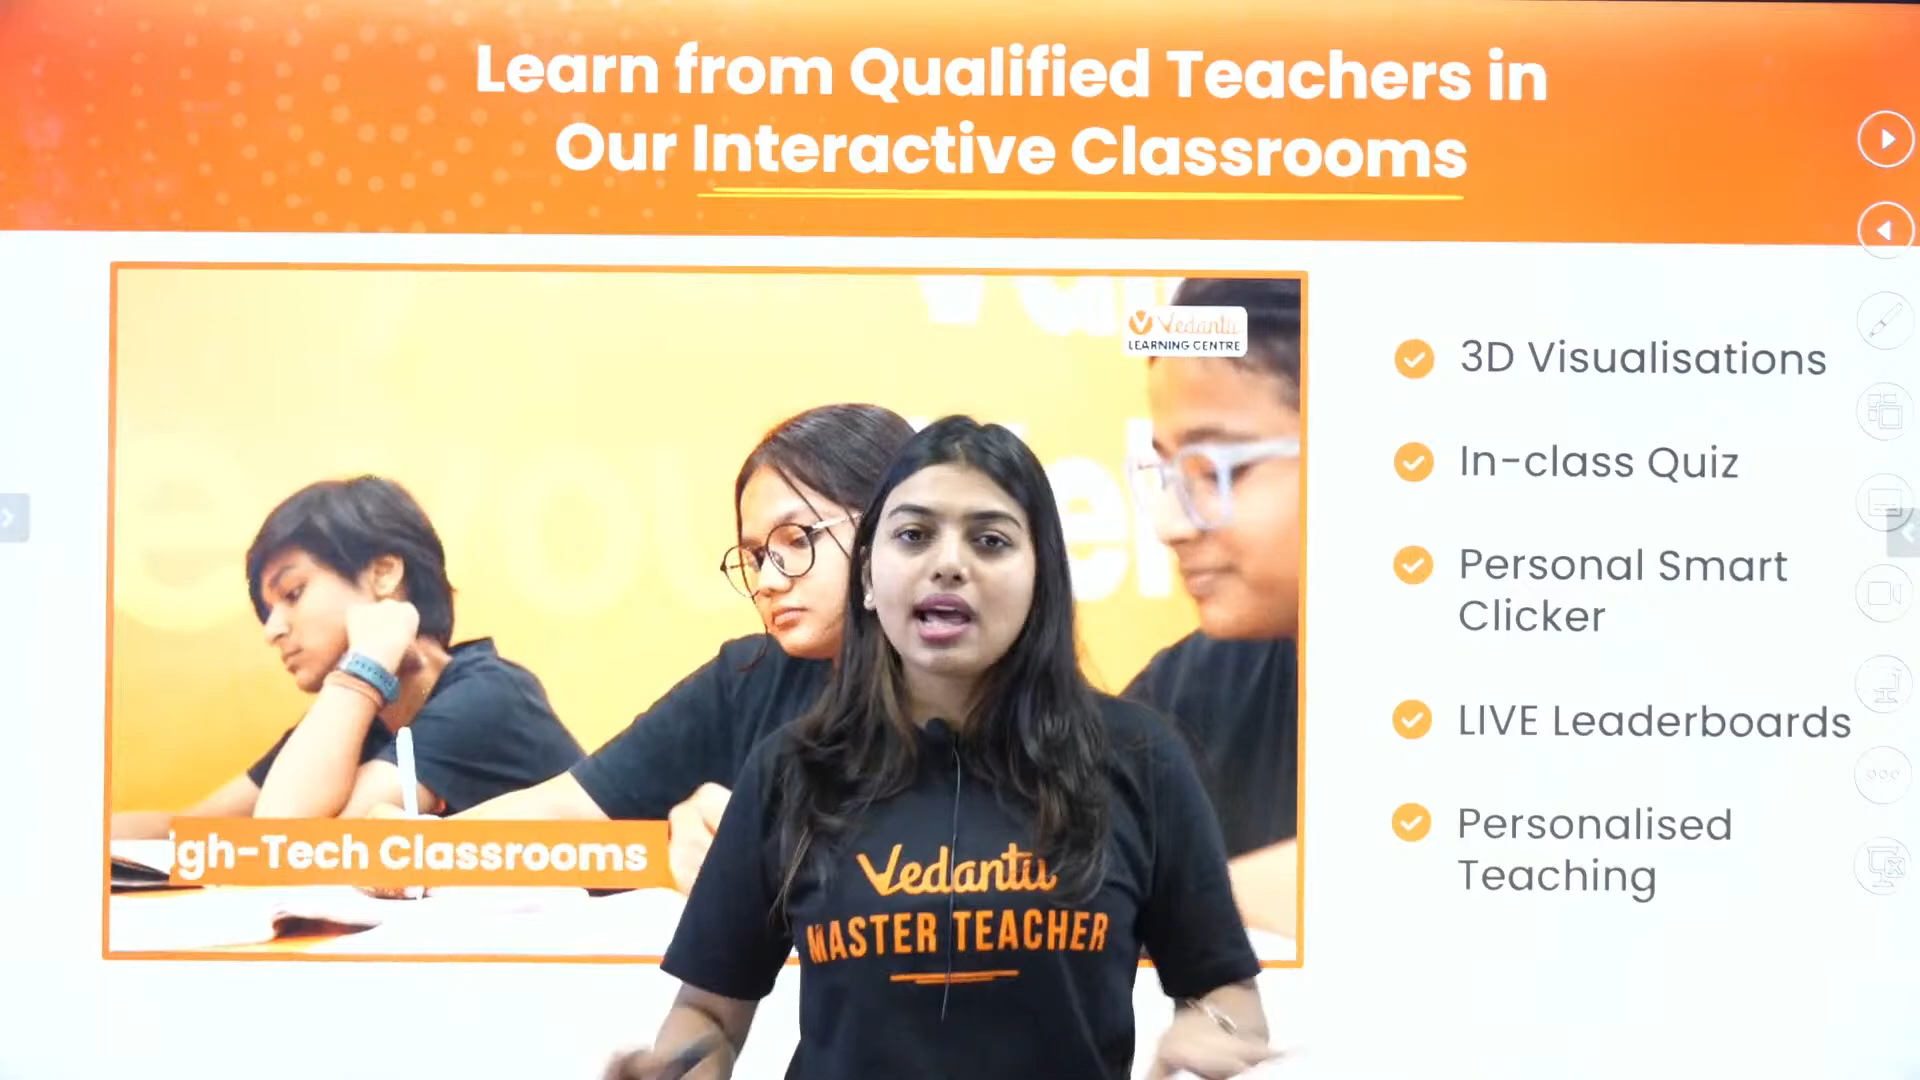 Learn from Qualified Teachers in
Our Interactive Classrooms
Vedantu
LEARNING CENTRE
3D Visualisations
In-class Quiz
Personal Smart
Clicker
LIVE Leaderboards
Personalised
Teaching
igh-Tech Classrooms
Vedantu
MASTER TEACHER